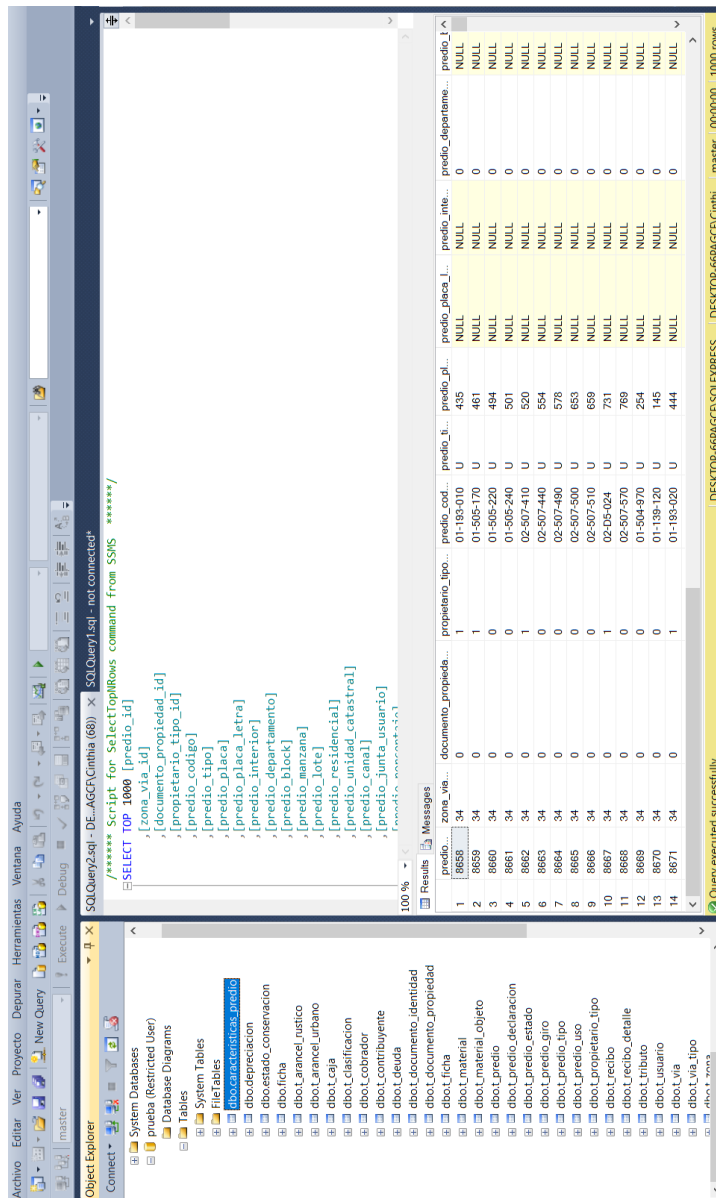 Archivo Editar Ver Proyecto Depurar Herramientas Ventana Ayuda
New Query
master Execute Debug
Object Explorer
Connect
System Databases
prueba (Restricted User)
Database Diagrams
Tables
System Tables
FileTables
dbo.caracteristicas_predio
dbo.depreciacion
dbo.estado_conservacion
dbo.ficha
dbo.t_arancel_rustico
dbo.t_arancel_urbano
dbo.t_caja
dbo.t_clasificacion
dbo.t_cobrador
dbo.t_contribuyente
dbo.t_deuda
dbo.t_documento_identidad
dbo.t_documento_propiedad
dbo.t_ficha
dbo.t_material
dbo.t_material_objeto
dbo.t_predio
dbo.t_predio_declaracion
dbo.t_predio_estado
dbo.t_predio_giro
dbo.t_predio_tipo
dbo.t_predio_uso
dbo.t_propietario_tipo
dbo.t_recibo
dbo.t_recibo_detalle
dbo.t_tributo
dbo.t_usuario
dbo.t_via
dbo.t_via_tipo
dbo.t_zona
SQLQuery2.sql - DE...AGCF\Cinthia (68)) SQLQuery1.sql - not connected*
/****** Script for SelectTopNRows command from SSMS ******/
SELECT TOP 1000 [predio_id]
,[zona_via_id]
,[documento_propiedad_id]
,[propietario_tipo_id]
,[predio_codigo]
,[predio_tipo]
,[predio_placa]
,[predio_placa_letra]
,[predio_interior]
,[predio_departamento]
,[predio_block]
,[predio_manzana]
,[predio_lote]
,[predio_residencial]
,[predio_unidad_catastral]
,[predio_canal]
,[predio_junta_usuario]
,[predio_porcentaje]
100 %
Results Messages
predio... zona_via... documento_propieda... propietario_tipo... predio_cod... predio_ti... predio_pl... predio_placa_l... predio_inte... predio_departame... predio_t
1 8658 34 0 1 01-193-010 U 435 NULL NULL 0 NULL
2 8659 34 0 1 01-505-170 U 461 NULL NULL 0 NULL
3 8660 34 0 0 01-505-220 U 494 NULL NULL 0 NULL
4 8661 34 0 0 01-505-240 U 501 NULL NULL 0 NULL
5 8662 34 0 1 02-507-410 U 520 NULL NULL 0 NULL
6 8663 34 0 0 02-507-440 U 554 NULL NULL 0 NULL
7 8664 34 0 0 02-507-490 U 578 NULL NULL 0 NULL
8 8665 34 0 0 02-507-500 U 653 NULL NULL 0 NULL
9 8666 34 0 0 02-507-510 U 659 NULL NULL 0 NULL
10 8667 34 0 1 02-D5-024 U 731 NULL NULL 0 NULL
11 8668 34 0 0 02-507-570 U 769 NULL NULL 0 NULL
12 8669 34 0 0 01-504-970 U 254 NULL NULL 0 NULL
13 8670 34 0 0 01-139-120 U 145 NULL NULL 0 NULL
14 8671 34 0 1 01-193-020 U 444 NULL NULL 0 NULL
Query executed successfully. DESKTOP-66PAGCF\SQLEXPRESS ... DESKTOP-66PAGCF\Cinthi... master 00:00:00 1000 rows